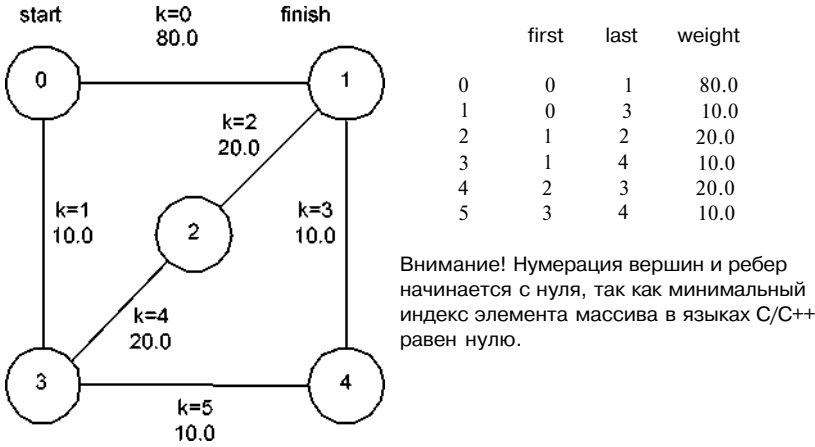 start
k=0
finish
80.0
0
1
k=2
20.0
k=1
10.0
2
k=3
10.0
k=4
20.0
3
4
k=5
10.0
first last weight
0 0 1 80.0
1 0 3 10.0
2 1 2 20.0
3 1 4 10.0
4 2 3 20.0
5 3 4 10.0
Внимание! Нумерация вершин и ребер
начинается с нуля, так как минимальный
индекс элемента массива в языках C/C++
равен нулю.